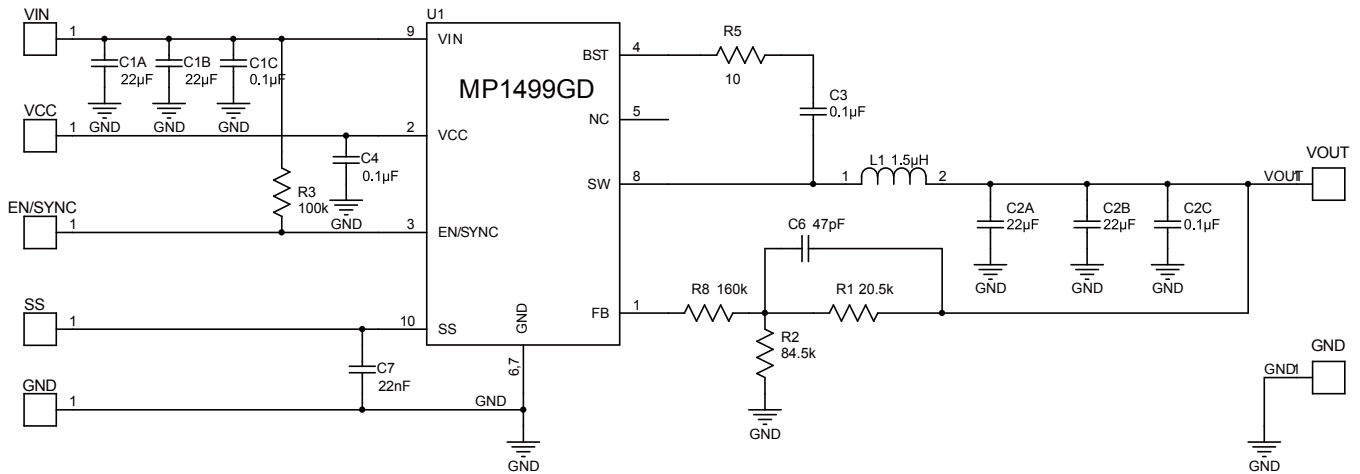 VIN
1
C1A
22µF
GND
C1B
22µF
GND
C1C
0.1µF
GND
VCC
1
C4
0.1µF
GND
R3
100k
EN/SYNC
1
SS
1
C7
22nF
GND
1
GND
GND
U1
MP1499GD
9
VIN
2
VCC
3
EN/SYNC
10
SS
GND
6,7
BST
4
NC
5
SW
8
FB
1
R5
10
C3
0.1µF
L1 1.5µH
1
2
C6 47pF
R8 160k
R1 20.5k
R2
84.5k
GND
C2A
22µF
GND
C2B
22µF
GND
C2C
0.1µF
GND
VOUT
VOUT
1
GND
GND
1
GND